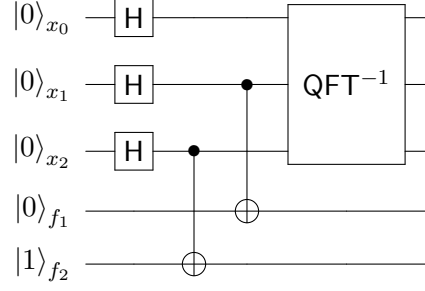 |0⟩x₀ H
|0⟩x₁ H QFT⁻¹
|0⟩x₂ H
|0⟩f₁
|1⟩f₂